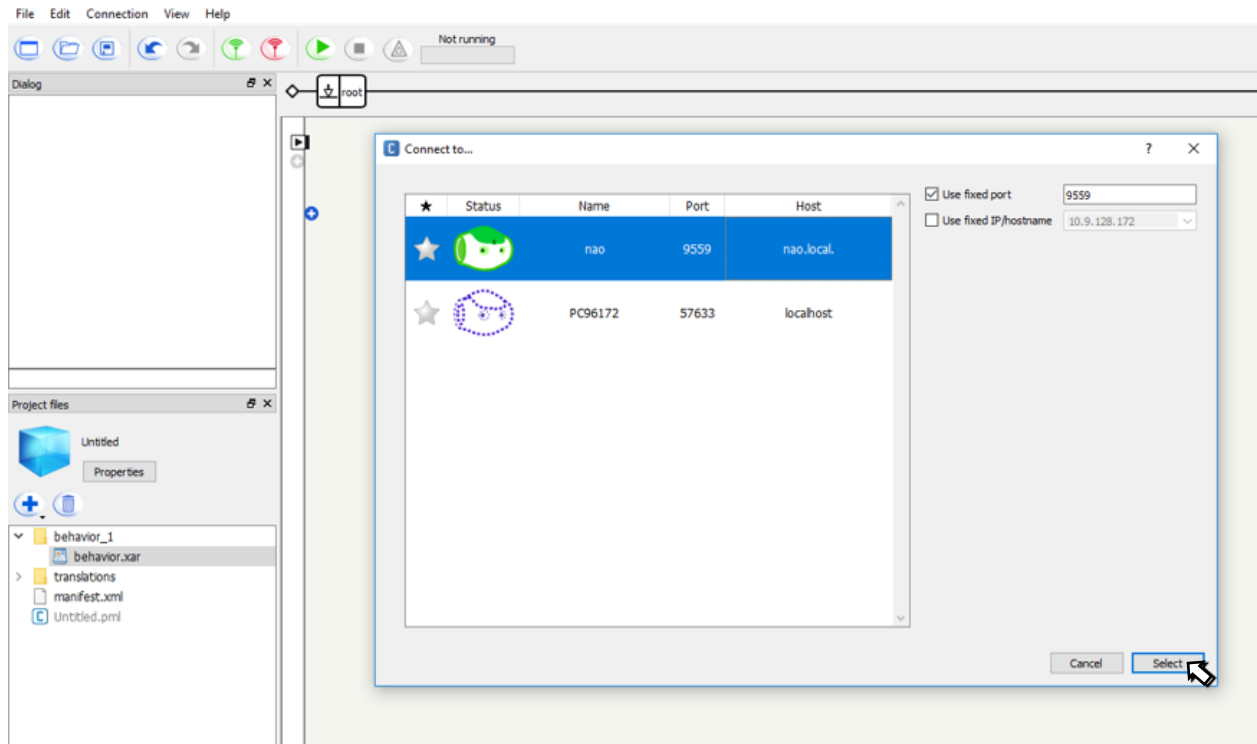 File Edit Connection View Help
Not running
Dialog
root
Connect to...
?
★ Status Name Port Host
nao 9559 nao.local.
PC96172 57633 localhost
Use fixed port 9559
Use fixed IP/hostname 10.9.128.172
Cancel Select
Project files
Untitled
Properties
behavior_1
behavior.xar
translations
manifest.xml
Untitled.pml